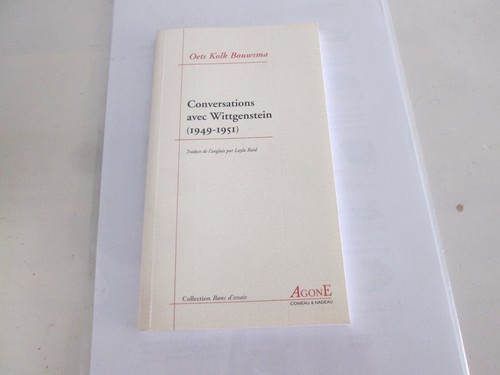 Oets Kolk Bouwsma
Conversations
avec Wittgenstein
(1949-1951)
Traduit de l'anglais par Layla Raïd
Collection Banc d'essais
AGONE
COMEAU & NADEAU